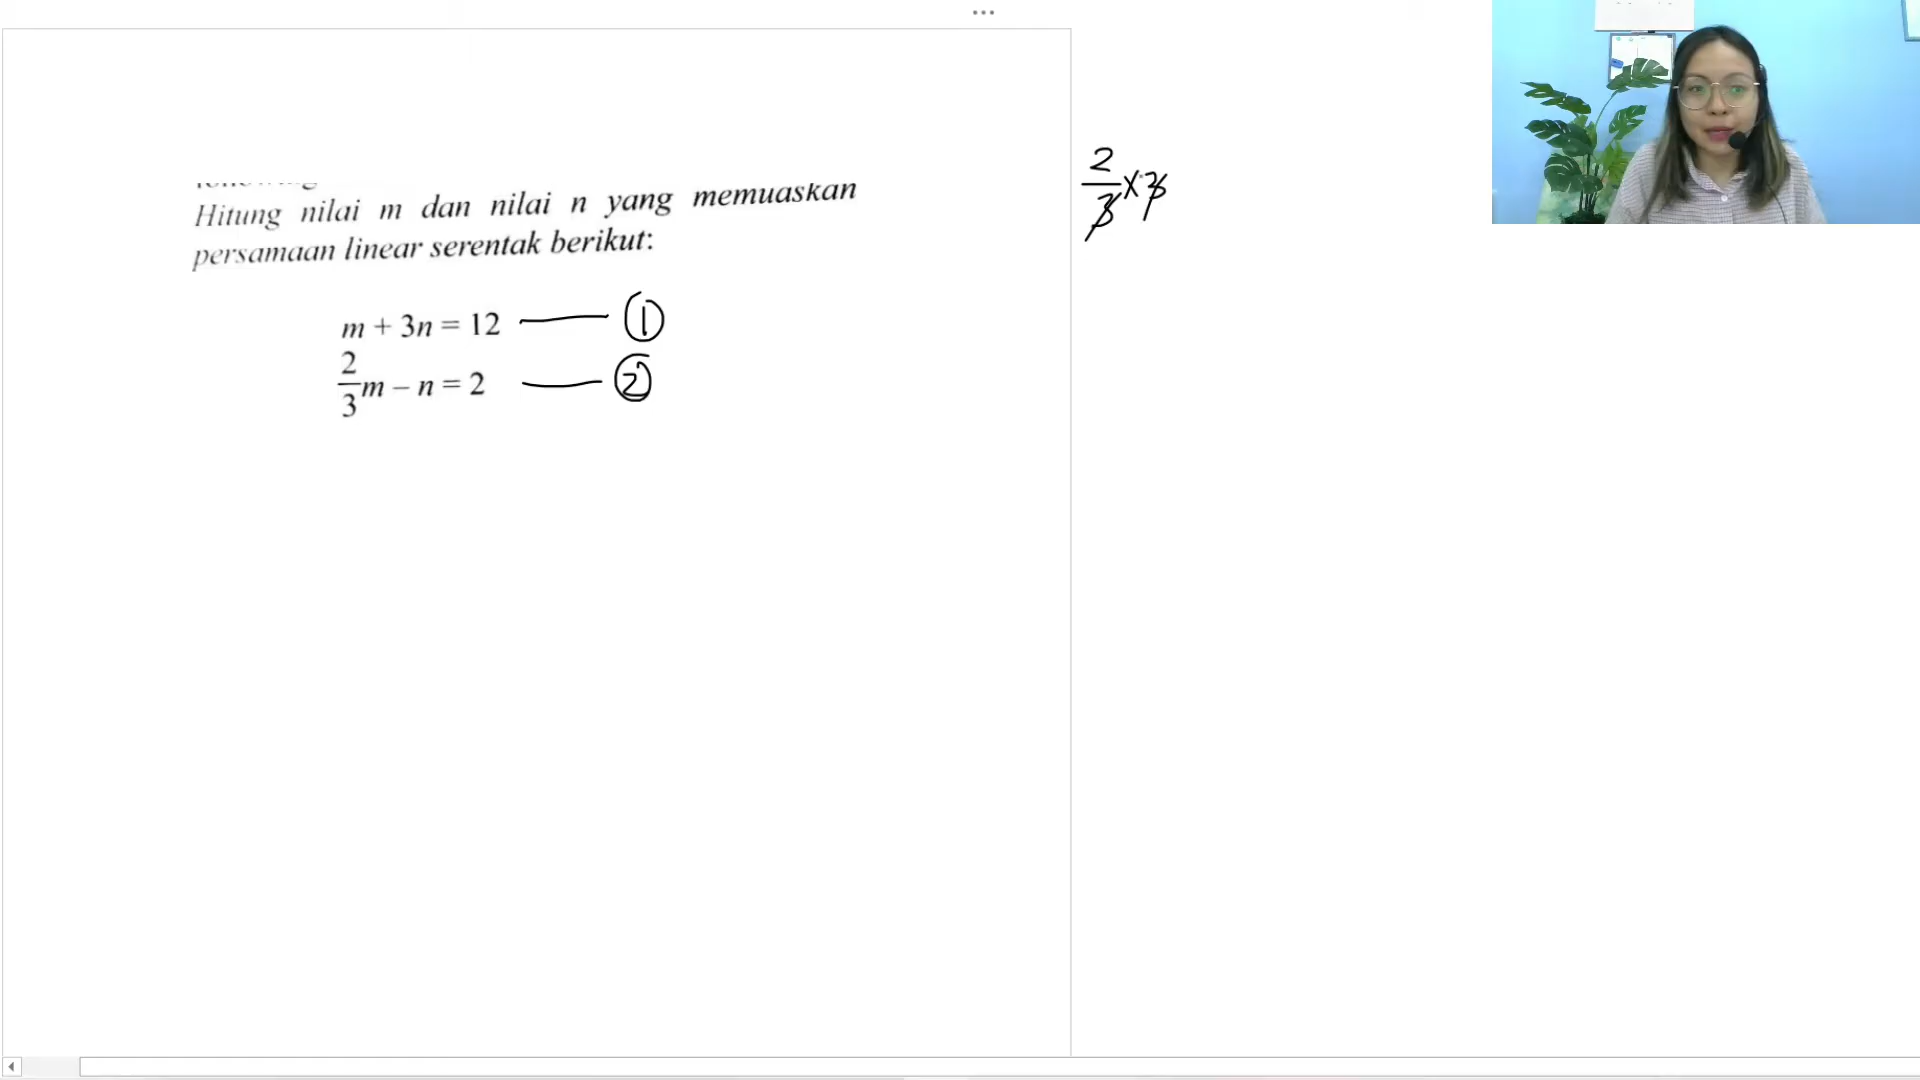 Hitung nilai m dan nilai n yang memuaskan
persamaan linear serentak berikut:
m + 3n = 12 —— ①
2/3 m – n = 2 —— ②
2/3 x 3